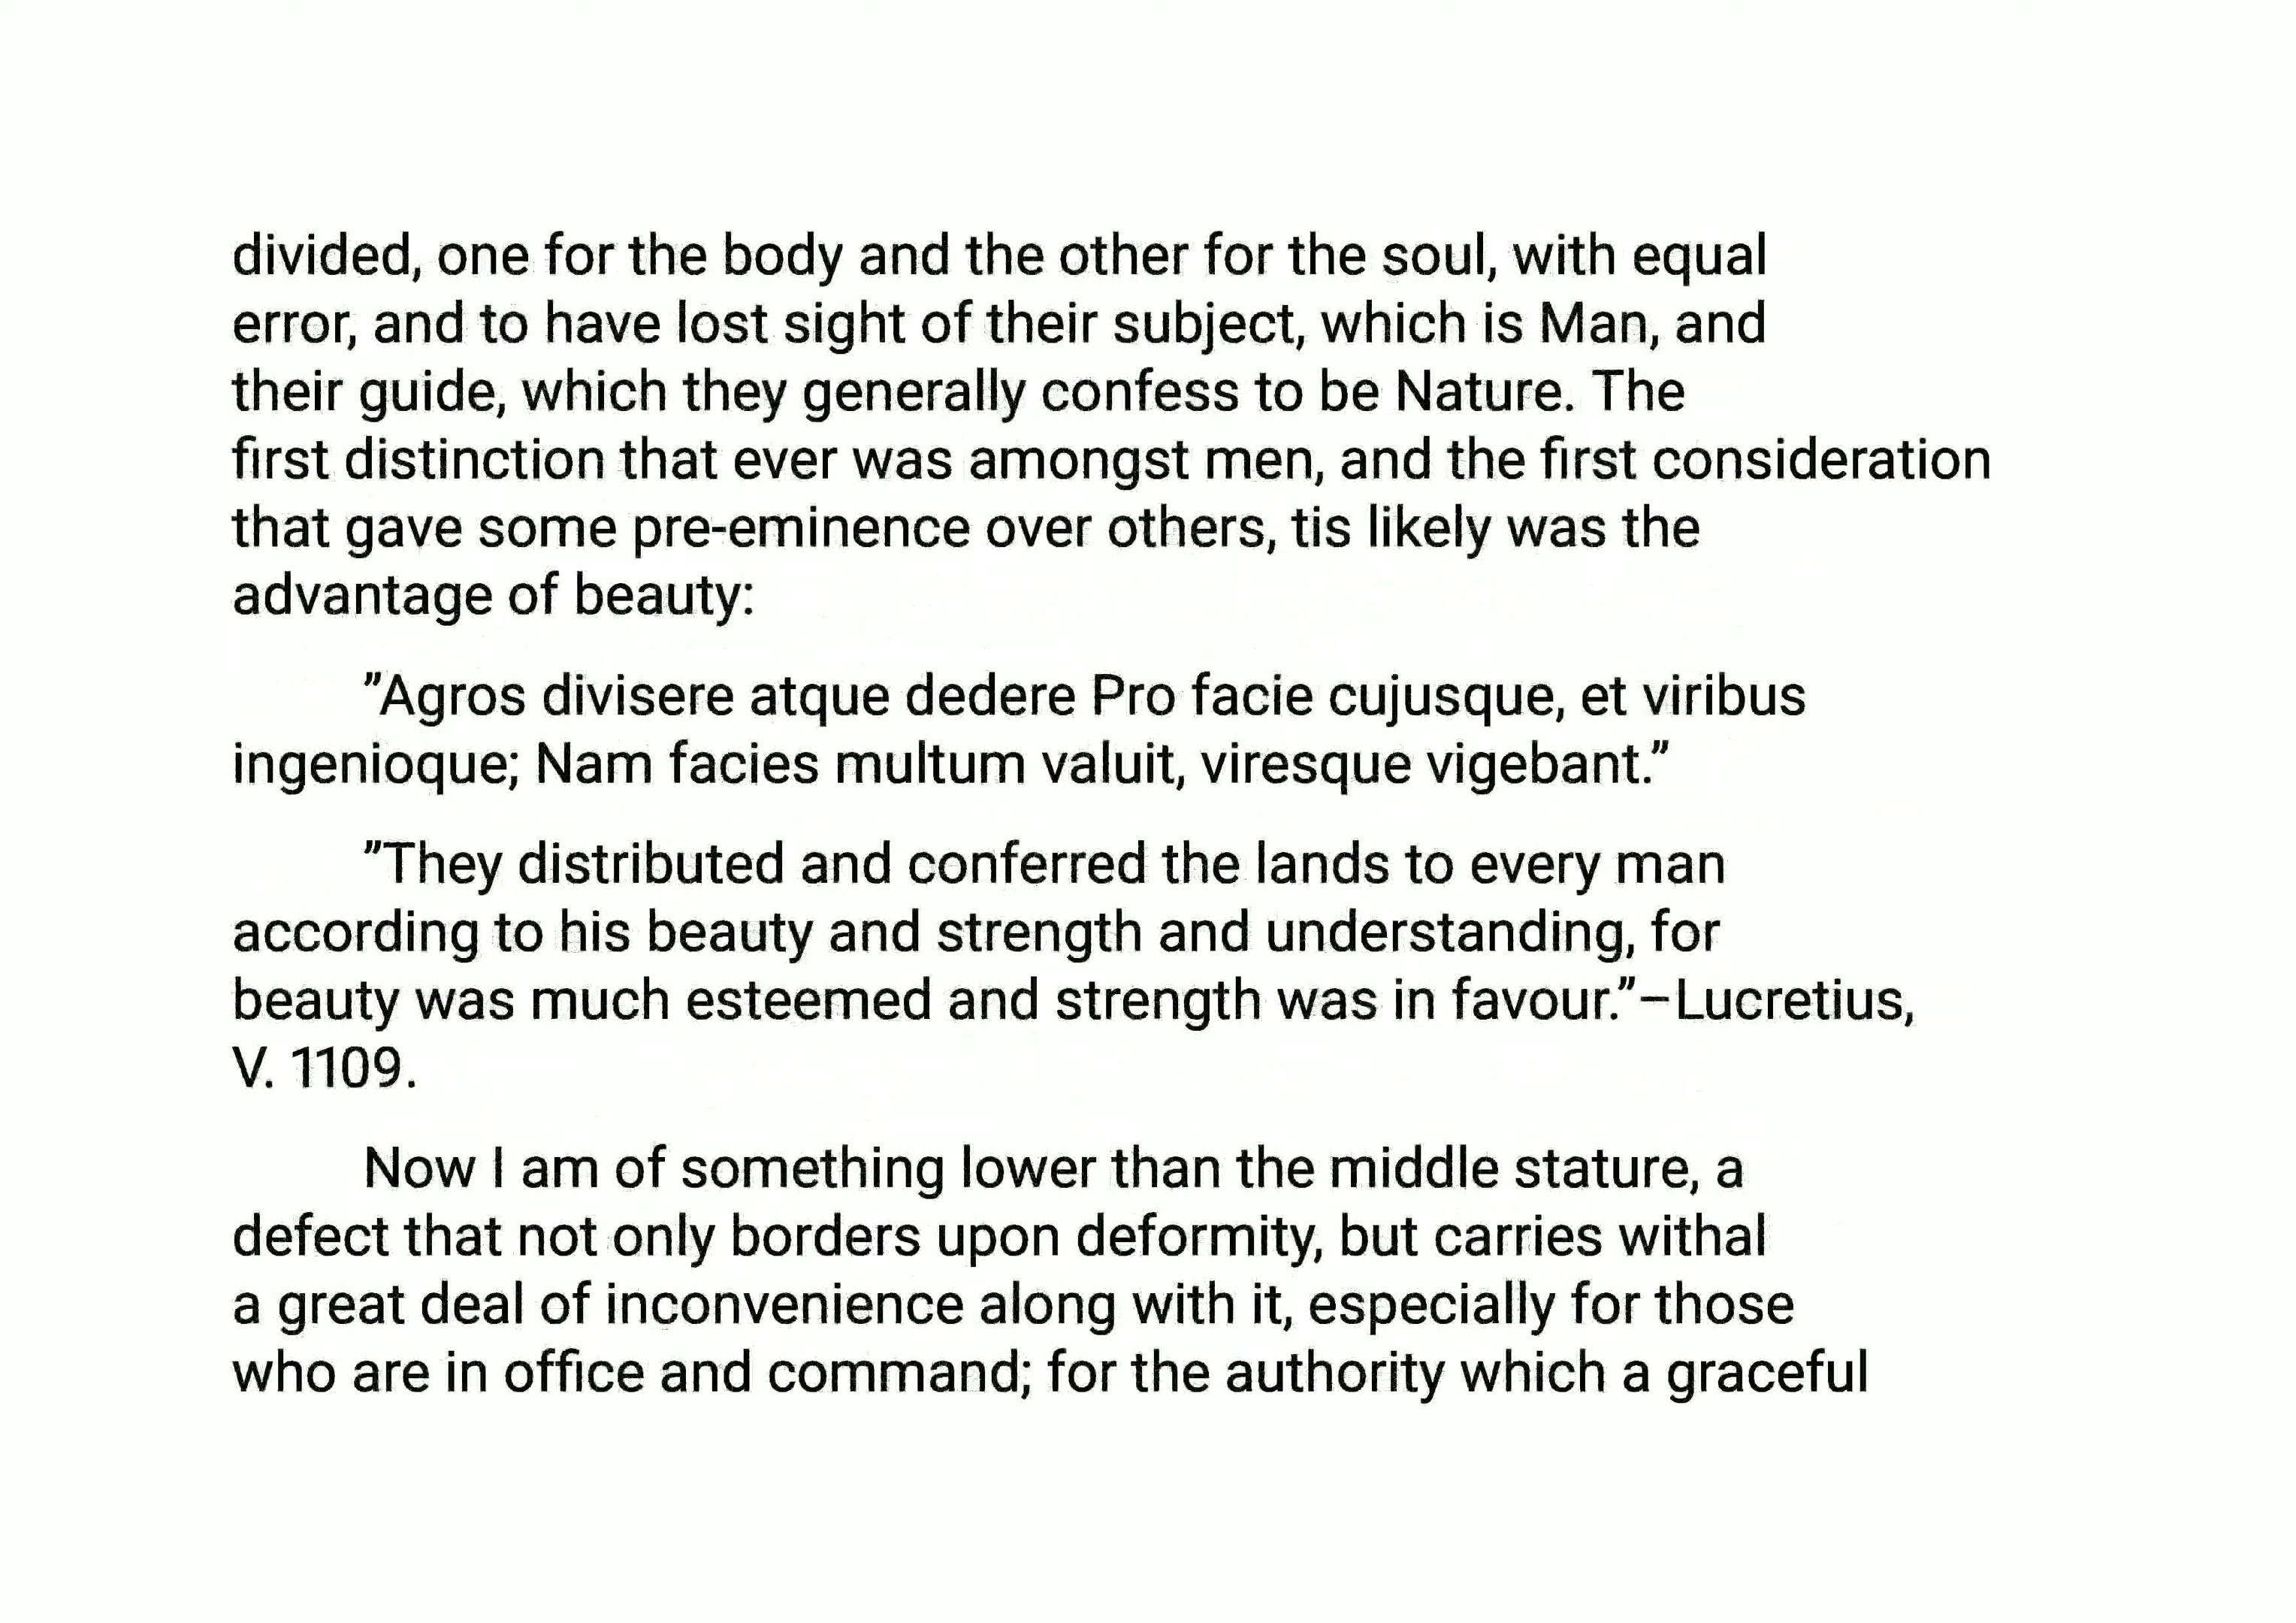 divided, one for the body and the other for the soul, with equal
error, and to have lost sight of their subject, which is Man, and
their guide, which they generally confess to be Nature. The
first distinction that ever was amongst men, and the first consideration
that gave some pre-eminence over others, tis likely was the
advantage of beauty:
"Agros divisere atque dedere Pro facie cujusque, et viribus
ingenioque; Nam facies multum valuit, viresque vigebant."
"They distributed and conferred the lands to every man
according to his beauty and strength and understanding, for
beauty was much esteemed and strength was in favour."–Lucretius,
V. 1109.
Now I am of something lower than the middle stature, a
defect that not only borders upon deformity, but carries withal
a great deal of inconvenience along with it, especially for those
who are in office and command; for the authority which a graceful